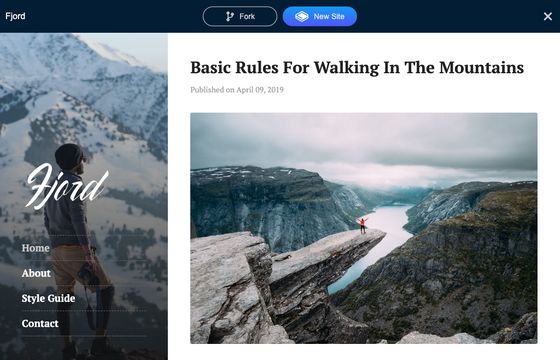 Fjord
Fork
New Site
Fjord
Home
About
Style Guide
Contact
Basic Rules For Walking In The Mountains
Published on April 09, 2019